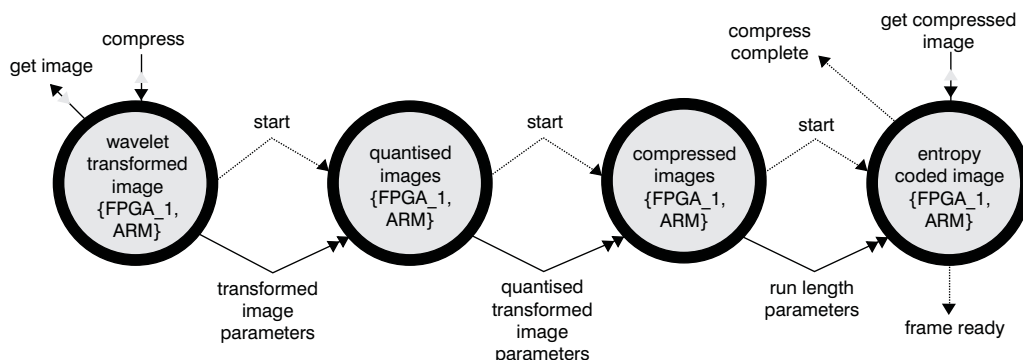 compress
get image
wavelet
transformed
image
{FPGA_1,
ARM}
start
transformed
image
parameters
quantised
images
{FPGA_1,
ARM}
start
quantised
transformed
image
parameters
compressed
images
{FPGA_1,
ARM}
start
run length
parameters
compress
complete
get compressed
image
entropy
coded image
{FPGA_1,
ARM}
frame ready